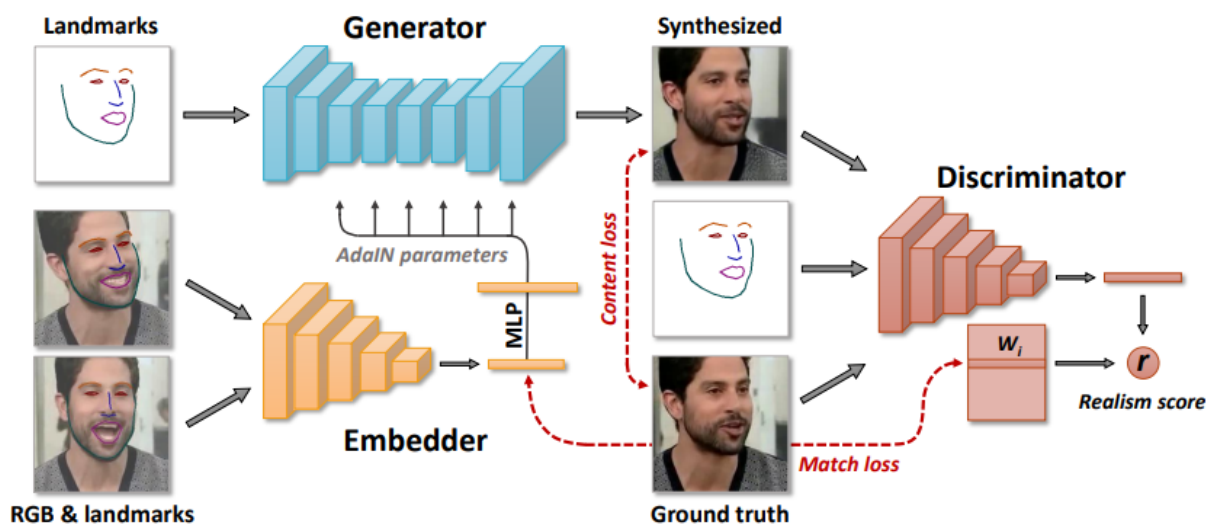 Landmarks
Generator
Synthesized
Discriminator
AdaIN parameters
Content loss
MLP
W_i
r
Realism score
Embedder
Match loss
RGB & landmarks
Ground truth